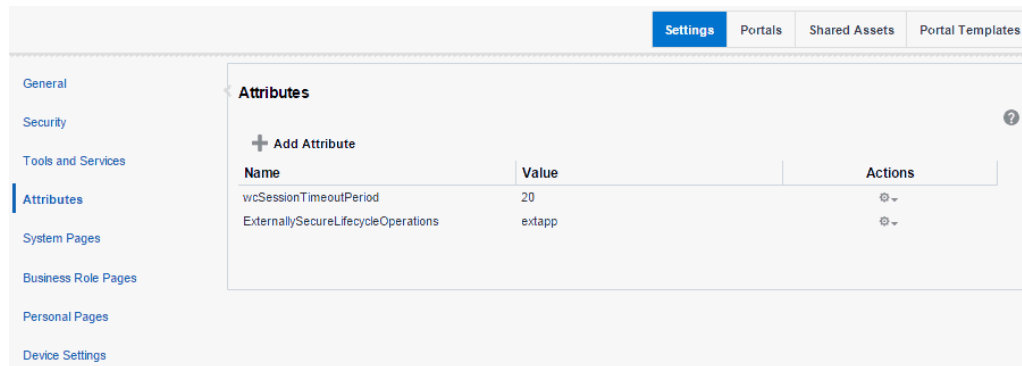 Settings Portals Shared Assets Portal Templates
General
Attributes
Security
Add Attribute
Tools and Services
Name Value Actions
Attributes
wcSessionTimeoutPeriod 20
ExternallySecureLifecycleOperations extapp
System Pages
Business Role Pages
Personal Pages
Device Settings